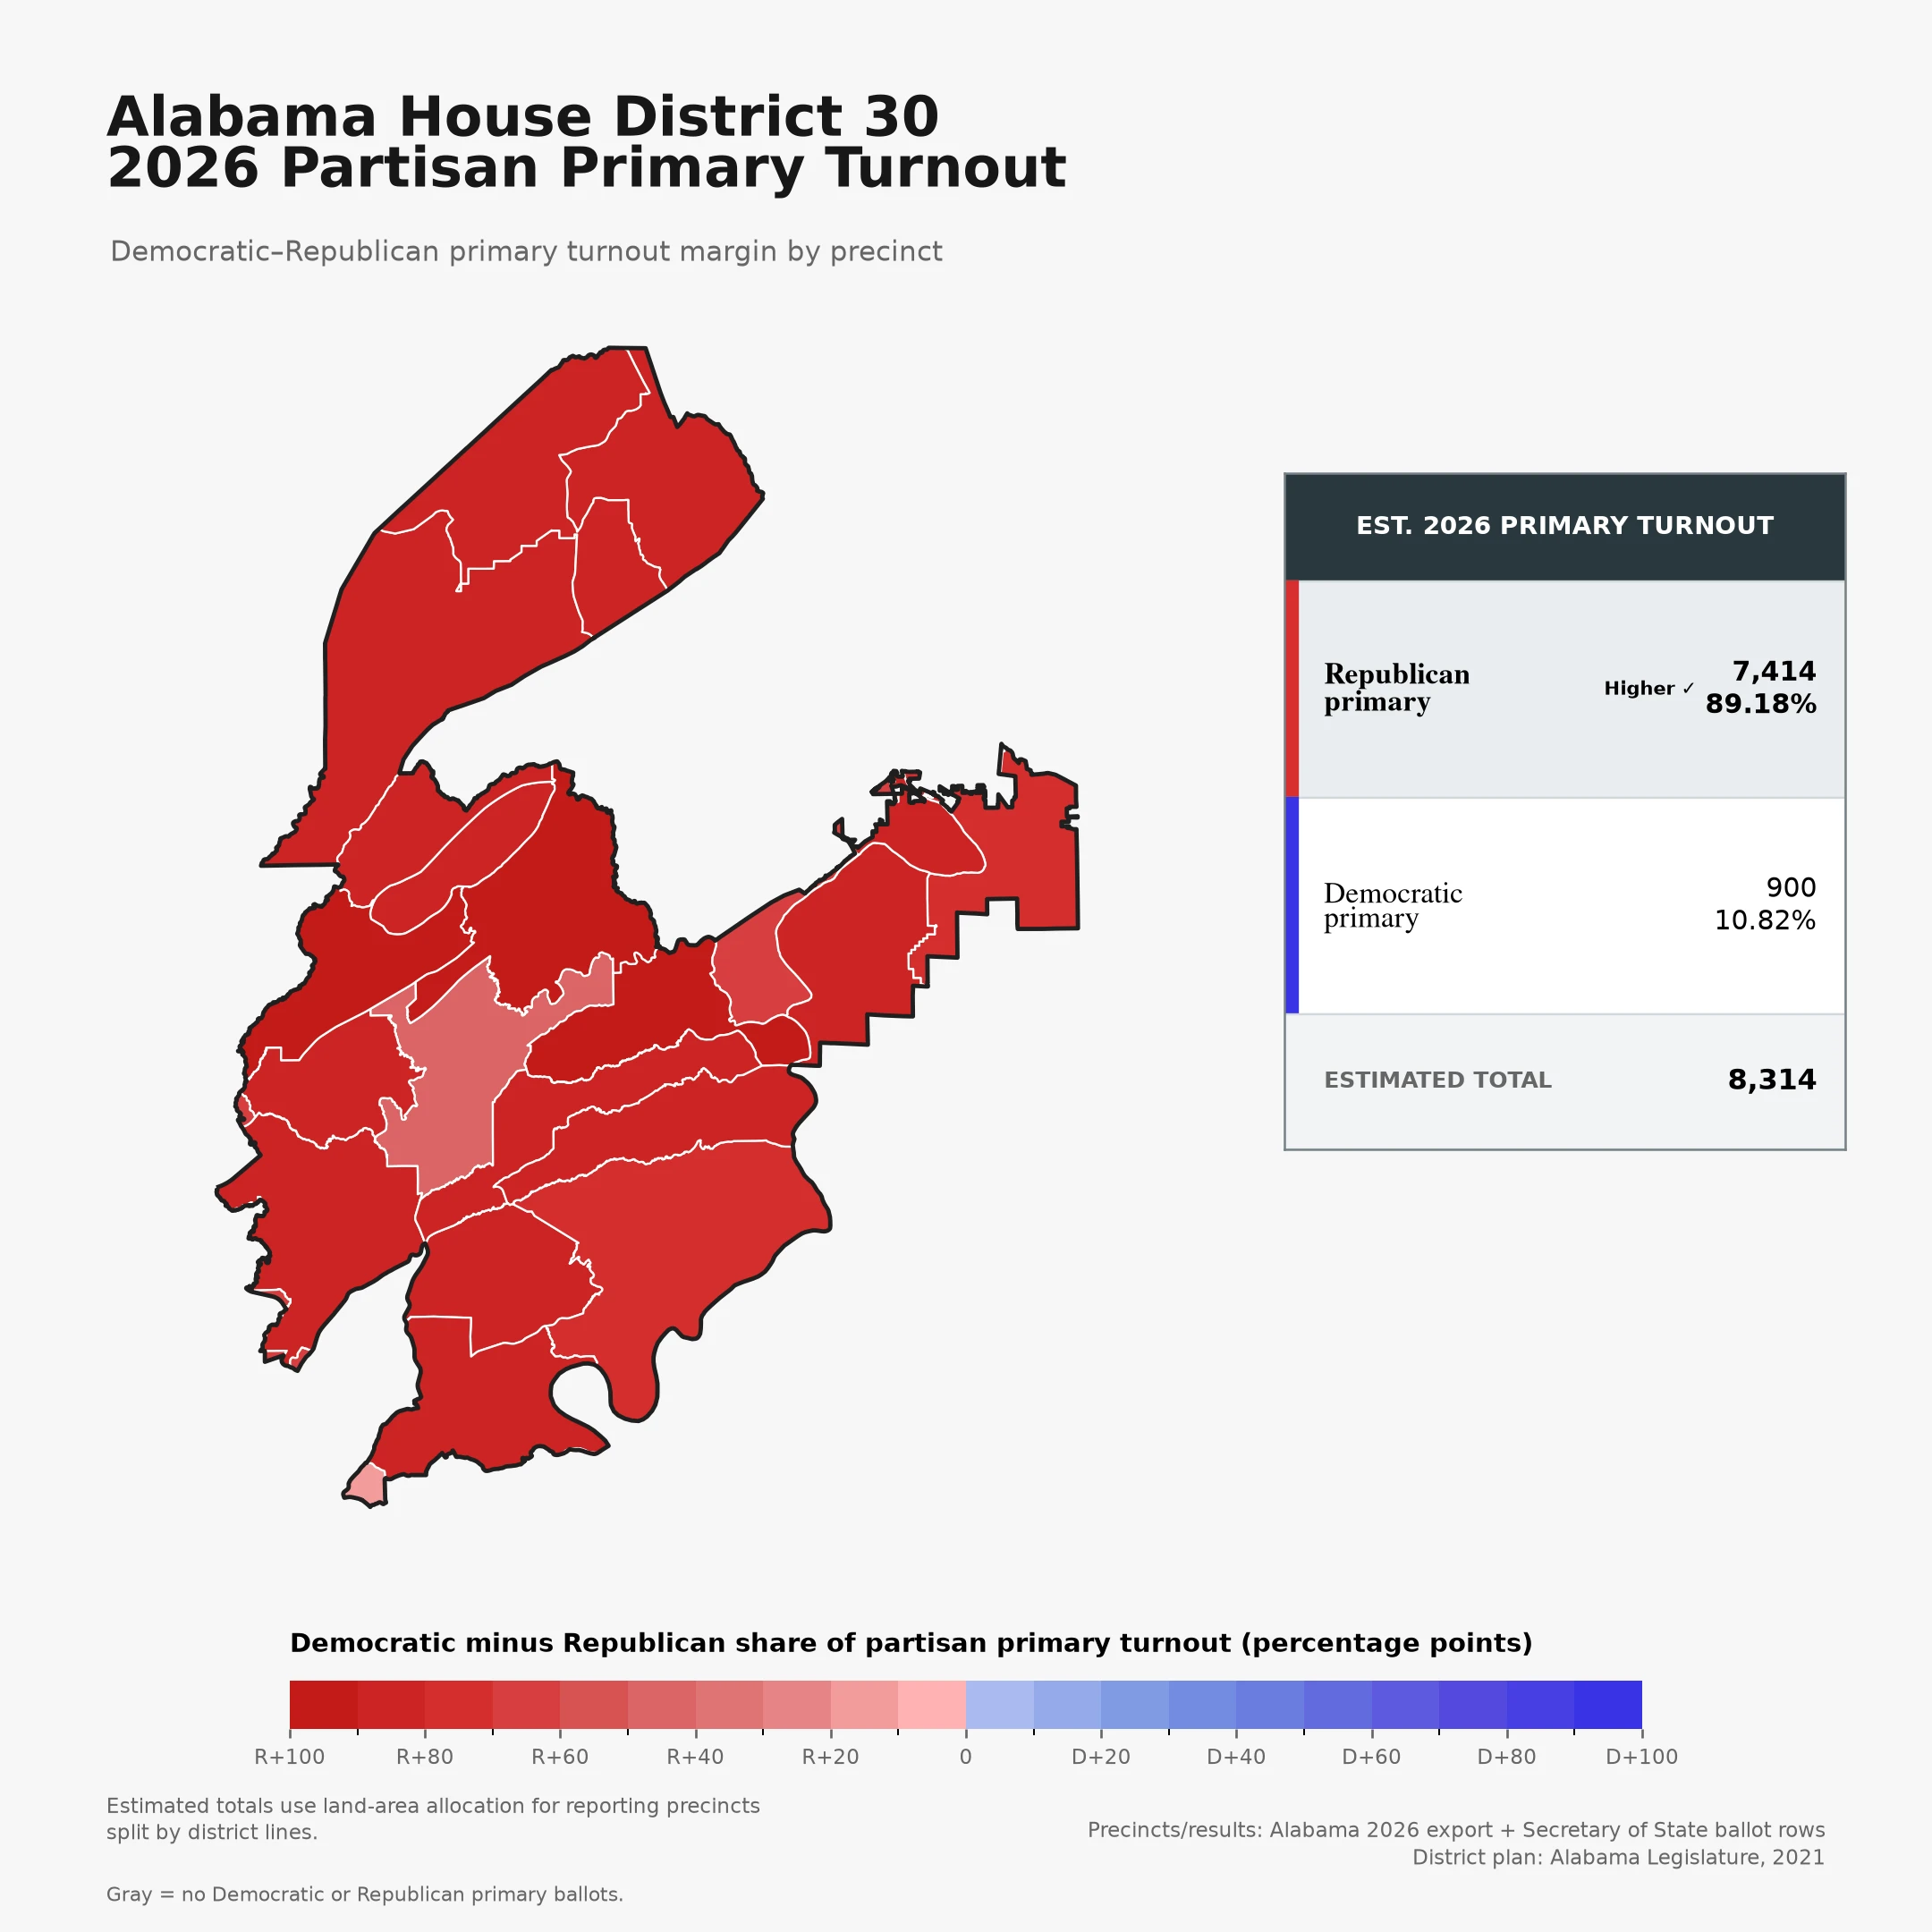 Alabama House District 30
2026 Partisan Primary Turnout
Democratic–Republican primary turnout margin by precinct
EST. 2026 PRIMARY TURNOUT
Republican
primary
Higher ✓
7,414
89.18%
Democratic
primary
900
10.82%
ESTIMATED TOTAL
8,314
Democratic minus Republican share of partisan primary turnout (percentage points)
R+100 R+80 R+60 R+40 R+20 0 D+20 D+40 D+60 D+80 D+100
Estimated totals use land-area allocation for reporting precincts
split by district lines.
Gray = no Democratic or Republican primary ballots.
Precincts/results: Alabama 2026 export + Secretary of State ballot rows
District plan: Alabama Legislature, 2021